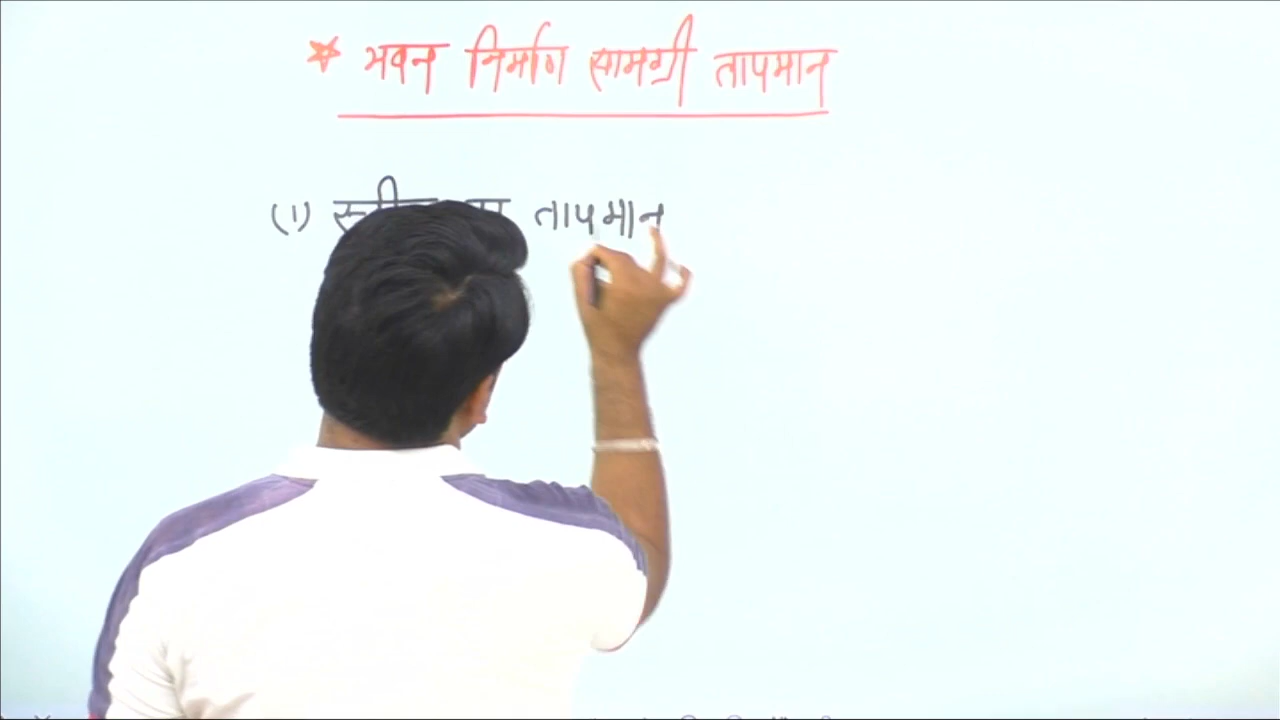 * भवन निर्माण सामग्री तापमान
(1) तापमान